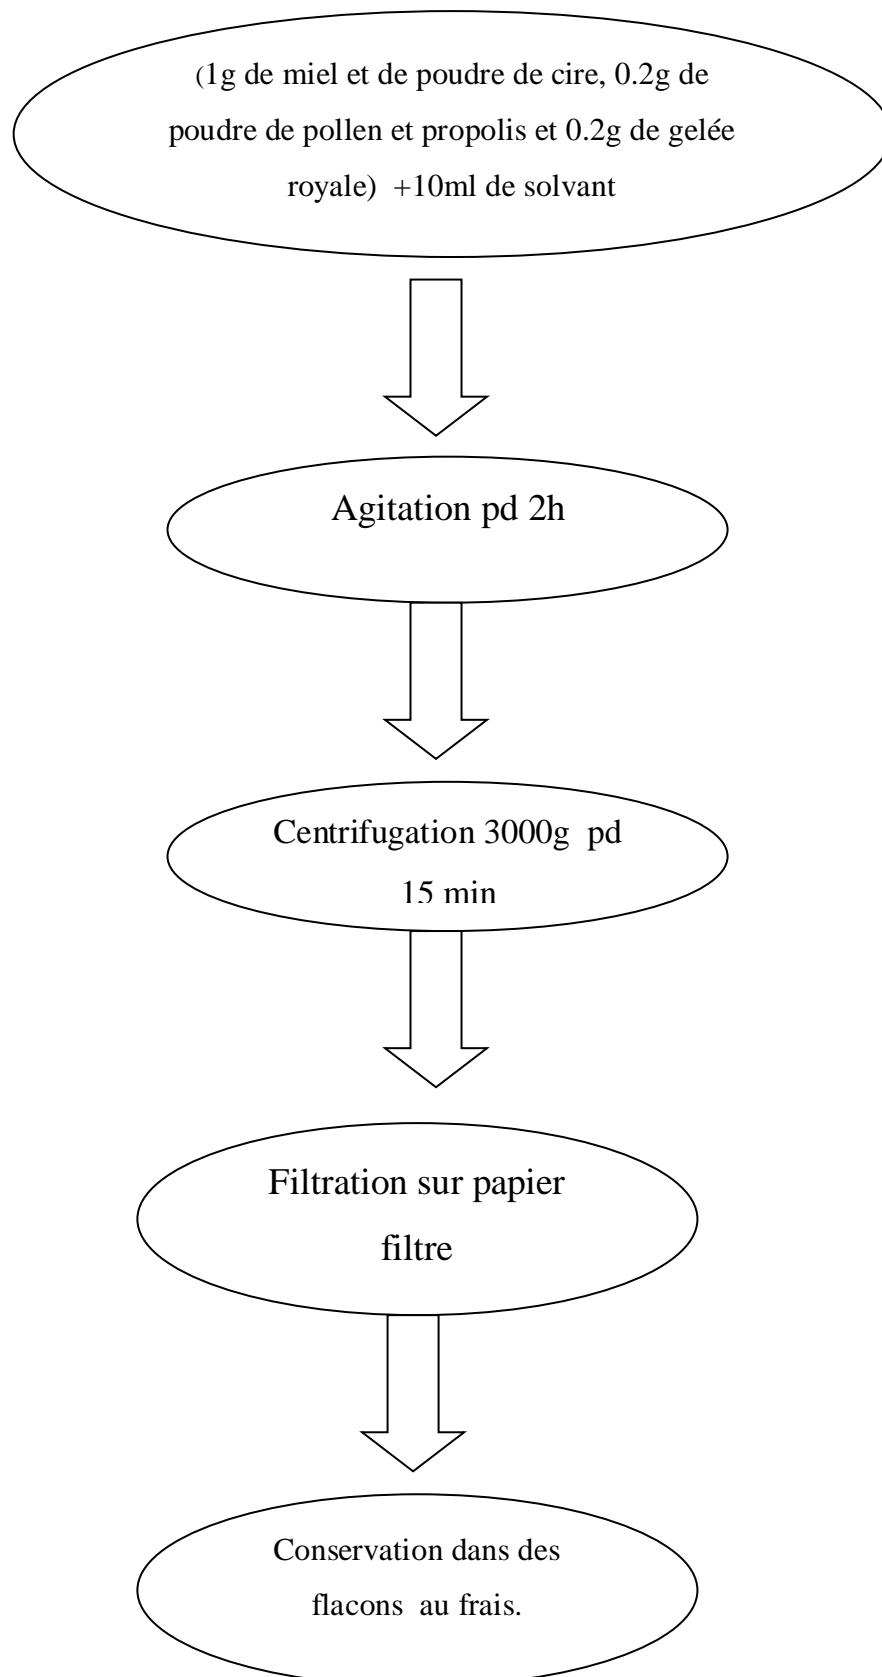 (1g de miel et de poudre de cire, 0.2g de
poudre de pollen et propolis et 0.2g de gelée
royale)  +10ml de solvant
Agitation pd 2h
Centrifugation 3000g  pd
15 min
Filtration sur papier
filtre
Conservation dans des
flacons  au frais.